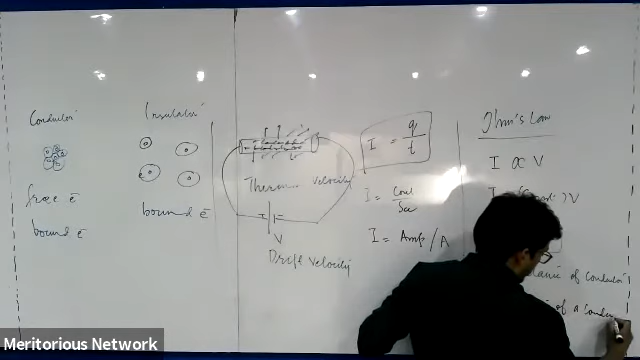 Conductor
free e⁻
bound e⁻
Insulator
bound e⁻
Thermo Velocity
V
Drift Velocity
I = q/t
I = Coul/Sec
I = Amp/A
Ohm's Law
I ∝ V
I V
of Conductor
of a Conduc
Meritorious Network